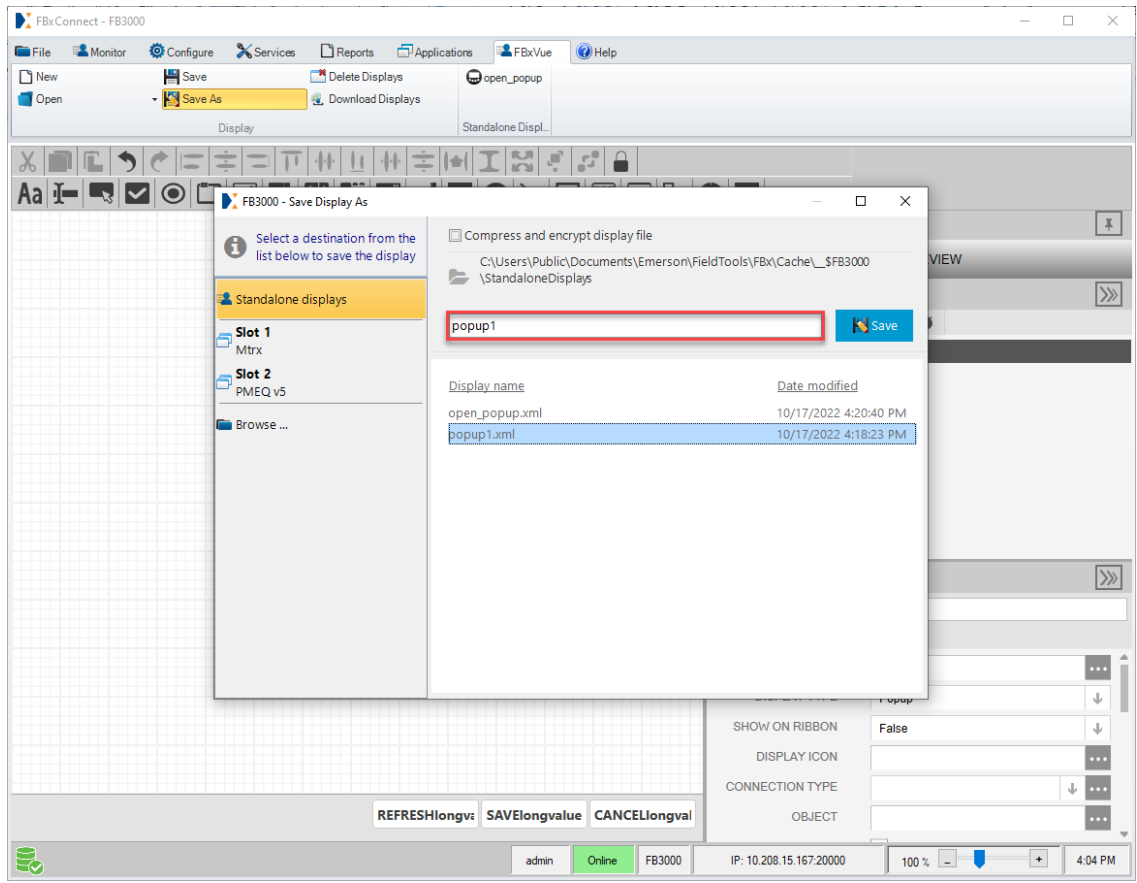 FBxConnect - FB3000
File Monitor Configure Services Reports Applications FBxVue Help
New Save Delete Displays open_popup
Open Save As Download Displays
Display Standalone Displ...
Aa
FB3000 - Save Display As
Select a destination from the
list below to save the display
Compress and encrypt display file
C:\Users\Public\Documents\Emerson\FieldTools\FBx\Cache\__$FB3000
\StandaloneDisplays
VIEW
Standalone displays
popup1 Save
Slot 1
Mtrx
Slot 2
PMEQ v5
Browse ...
Display name Date modified
open_popup.xml 10/17/2022 4:20:40 PM
popup1.xml 10/17/2022 4:18:23 PM
DISPLAY TYPE Popup
SHOW ON RIBBON False
DISPLAY ICON
CONNECTION TYPE
OBJECT
REFRESHlongva SAVElongvalue CANCELlongval
admin Online FB3000 IP: 10.208.15.167:20000 100 % - + 4:04 PM